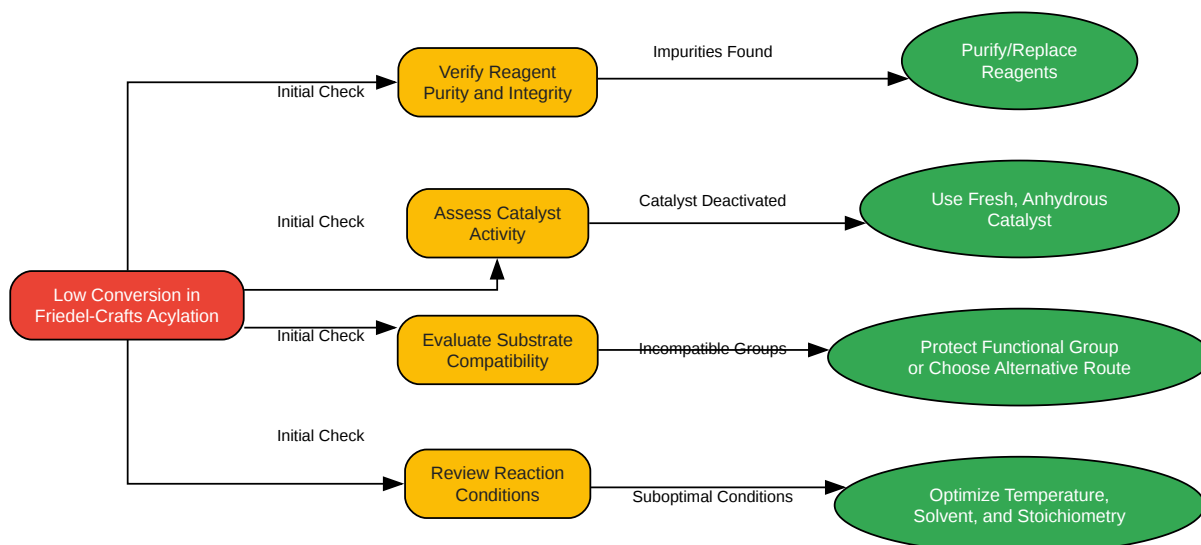 Initial Check
Verify Reagent
Purity and Integrity
Impurities Found
Purify/Replace
Reagents
Initial Check
Assess Catalyst
Activity
Catalyst Deactivated
Use Fresh, Anhydrous
Catalyst
Low Conversion in
Friedel-Crafts Acylation
Initial Check
Evaluate Substrate
Compatibility
Incompatible Groups
Protect Functional Group
or Choose Alternative Route
Initial Check
Review Reaction
Conditions
Suboptimal Conditions
Optimize Temperature,
Solvent, and Stoichiometry